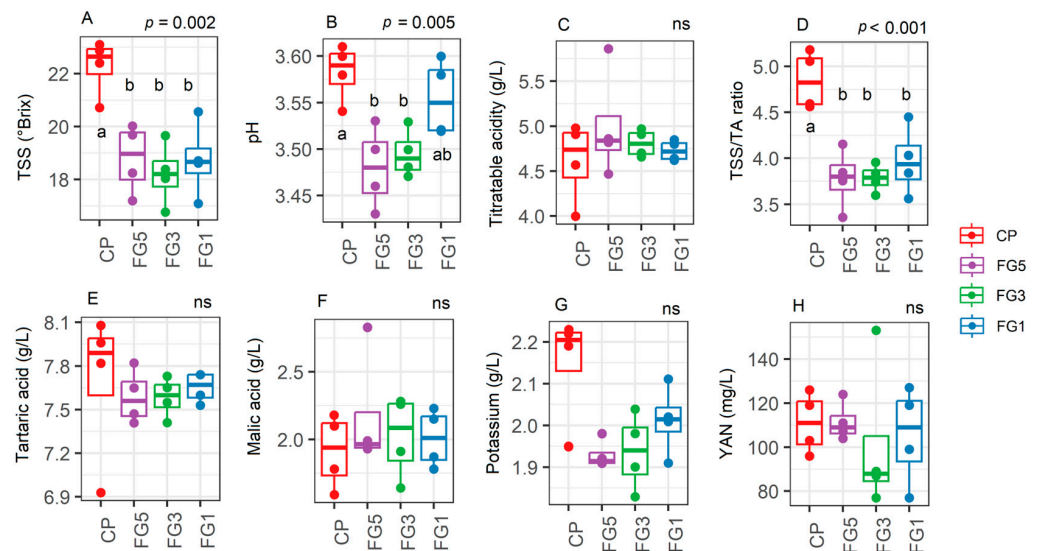 A
p = 0.002
TSS (°Brix)
22
20
18
a
b
b
b
CP
FG5
FG3
FG1
B
p = 0.005
pH
3.60
3.55
3.50
3.45
a
b
b
ab
CP
FG5
FG3
FG1
C
ns
Titratable acidity (g/L)
5.5
5.0
4.5
4.0
CP
FG5
FG3
FG1
D
p < 0.001
TSS/TA ratio
5.0
4.5
4.0
3.5
a
b
b
b
CP
FG5
FG3
FG1
CP
FG5
FG3
FG1
E
ns
Tartaric acid (g/L)
8.1
7.8
7.5
7.2
6.9
CP
FG5
FG3
FG1
F
ns
Malic acid (g/L)
2.5
2.0
CP
FG5
FG3
FG1
G
ns
Potassium (g/L)
2.2
2.1
2.0
1.9
CP
FG5
FG3
FG1
H
ns
YAN (mg/L)
140
120
100
80
CP
FG5
FG3
FG1